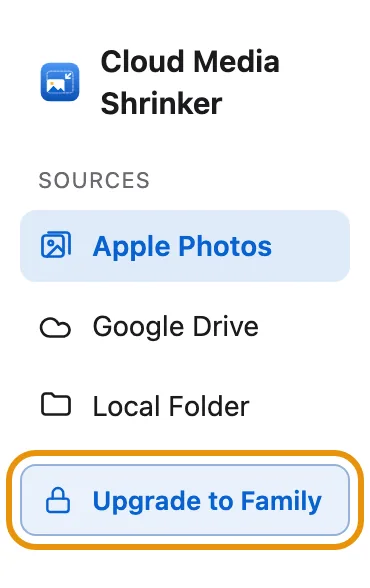 Cloud Media
Shrinker
SOURCES
Apple Photos
Google Drive
Local Folder
Upgrade to Family